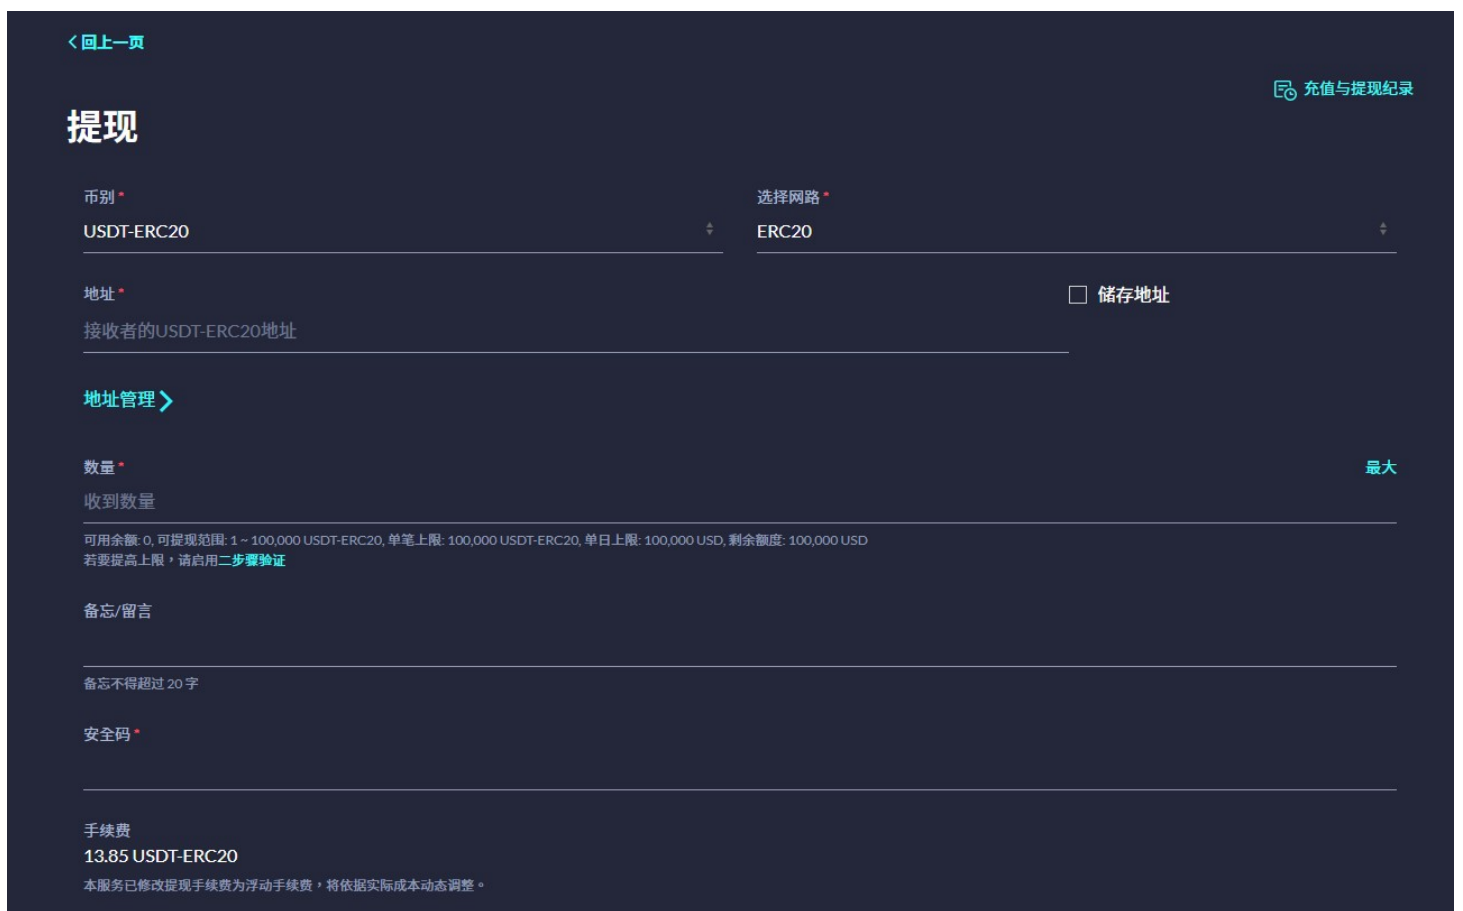 回上一页
充值与提现纪录
提现
币别*
选择网路*
USDT-ERC20
ERC20
地址*
储存地址
接收者的USDT-ERC20地址
地址管理
数量*
最大
收到数量
可用余额: 0, 可提现范围: 1 ~ 100,000 USDT-ERC20, 单笔上限: 100,000 USDT-ERC20, 单日上限: 100,000 USD, 剩余额度: 100,000 USD
若要提高上限，请启用二步骤验证
备忘/留言
备忘不得超过 20 字
安全码*
手续费
13.85 USDT-ERC20
本服务已修改提现手续费为浮动手续费，将依据实际成本动态调整。